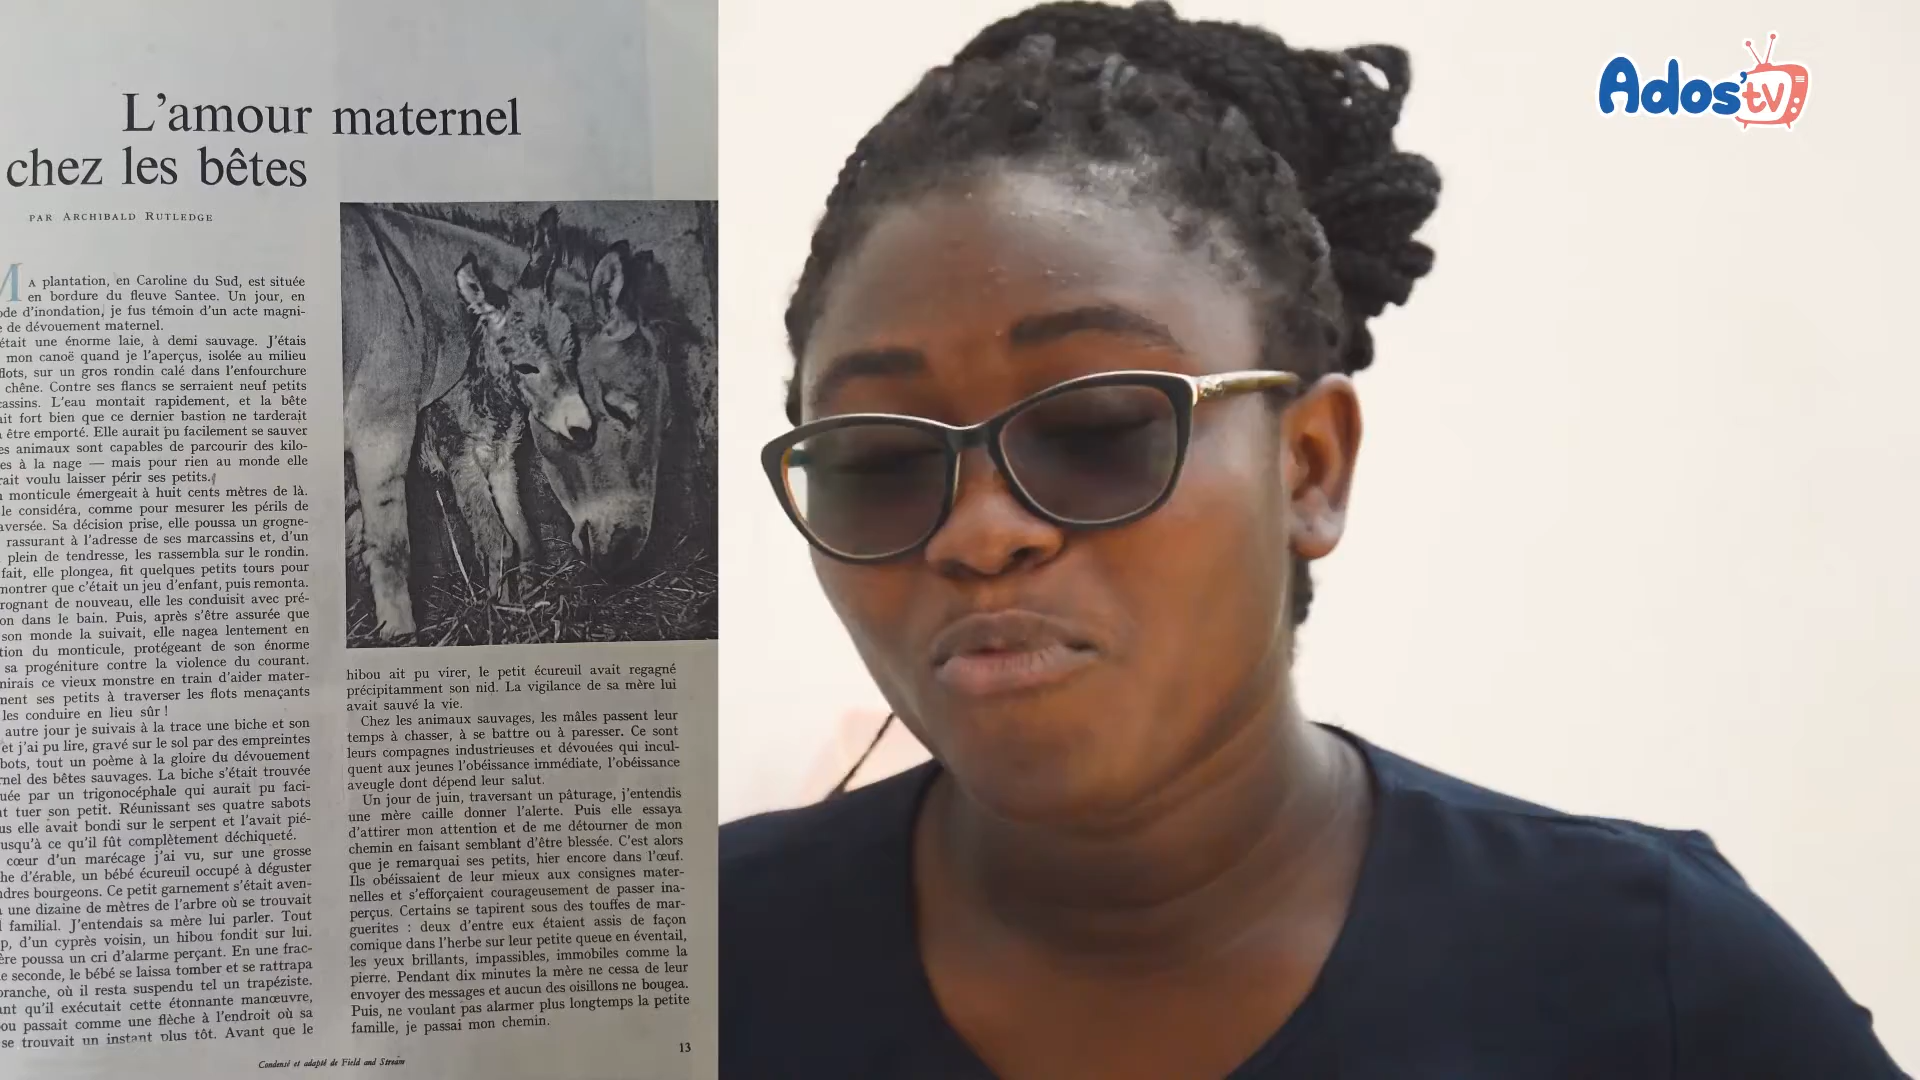 L'amour maternel
chez les bêtes
PAR ARCHIBALD RUTLEDGE
MA plantation, en Caroline du Sud, est située
en bordure du fleuve Santee. Un jour, en
d'inondation, je fus témoin d'un acte magni-
de dévouement maternel.
était une énorme laie, à demi sauvage. J'étais
mon canoë quand je l'aperçus, isolée au milieu
flots, sur un gros rondin calé dans l'enfourchure
chêne. Contre ses flancs se serraient neuf petits
L'eau montait rapidement, et la bête
fort bien que ce dernier bastion ne tarderait
être emporté. Elle aurait pu facilement se sauver
animaux sont capables de parcourir des kilo-
à la nage — mais pour rien au monde elle
voulu laisser périr ses petits.
monticule émergeait à huit cents mètres de là.
le considéra, comme pour mesurer les périls de
Sa décision prise, elle poussa un grogne-
rassurant à l'adresse de ses marcassins et, d'un
plein de tendresse, les rassembla sur le rondin.
fait, elle plongea, fit quelques petits tours pour
montrer que c'était un jeu d'enfant, puis remonta.
de nouveau, elle les conduisit avec pré-
dans le bain. Puis, après s'être assurée que
son monde la suivait, elle nagea lentement en
du monticule, protégeant de son énorme
sa progéniture contre la violence du courant.
ce vieux monstre en train d'aider mater-
ses petits à traverser les flots menaçants
les conduire en lieu sûr !
autre jour je suivais à la trace une biche et son
et j'ai pu lire, gravé sur le sol par des empreintes
tout un poème à la gloire du dévouement
des bêtes sauvages. La biche s'était trouvée
par un trigonocéphale qui aurait pu faci-
tuer son petit. Réunissant ses quatre sabots
elle avait bondi sur le serpent et l'avait pié-
jusqu'à ce qu'il fût complètement déchiqueté.
cœur d'un marécage j'ai vu, sur une grosse
d'érable, un bébé écureuil occupé à déguster
bourgeons. Ce petit garnement s'était aven-
une dizaine de mètres de l'arbre où se trouvait
familial. J'entendais sa mère lui parler. Tout
d'un cyprès voisin, un hibou fondit sur lui.
poussa un cri d'alarme perçant. En une frac-
seconde, le bébé se laissa tomber et se rattrapa
branche, où il resta suspendu tel un trapéziste.
qu'il exécutait cette étonnante manœuvre,
passait comme une flèche à l'endroit où sa
se trouvait un instant plus tôt. Avant que le
hibou ait pu virer, le petit écureuil avait regagné
précipitamment son nid. La vigilance de sa mère lui
avait sauvé la vie.
Chez les animaux sauvages, les mâles passent leur
temps à chasser, à se battre ou à paresser. Ce sont
leurs compagnes industrieuses et dévouées qui incul-
quent aux jeunes l'obéissance immédiate, l'obéissance
aveugle dont dépend leur salut.
Un jour de juin, traversant un pâturage, j'entendis
une mère caille donner l'alerte. Puis elle essaya
d'attirer mon attention et de me détourner de mon
chemin en faisant semblant d'être blessée. C'est alors
que je remarquai ses petits, hier encore dans l'œuf.
Ils obéissaient de leur mieux aux consignes mater-
nelles et s'efforçaient courageusement de passer ina-
perçus. Certains se tapirent sous des touffes de mar-
guerites : deux d'entre eux étaient assis de façon
comique dans l'herbe sur leur petite queue en éventail,
les yeux brillants, impassibles, immobiles comme la
pierre. Pendant dix minutes la mère ne cessa de leur
envoyer des messages et aucun des oisillons ne bougea.
Puis, ne voulant pas alarmer plus longtemps la petite
famille, je passai mon chemin.
Condensé et adapté de Field and Stream
13
Ados'tv